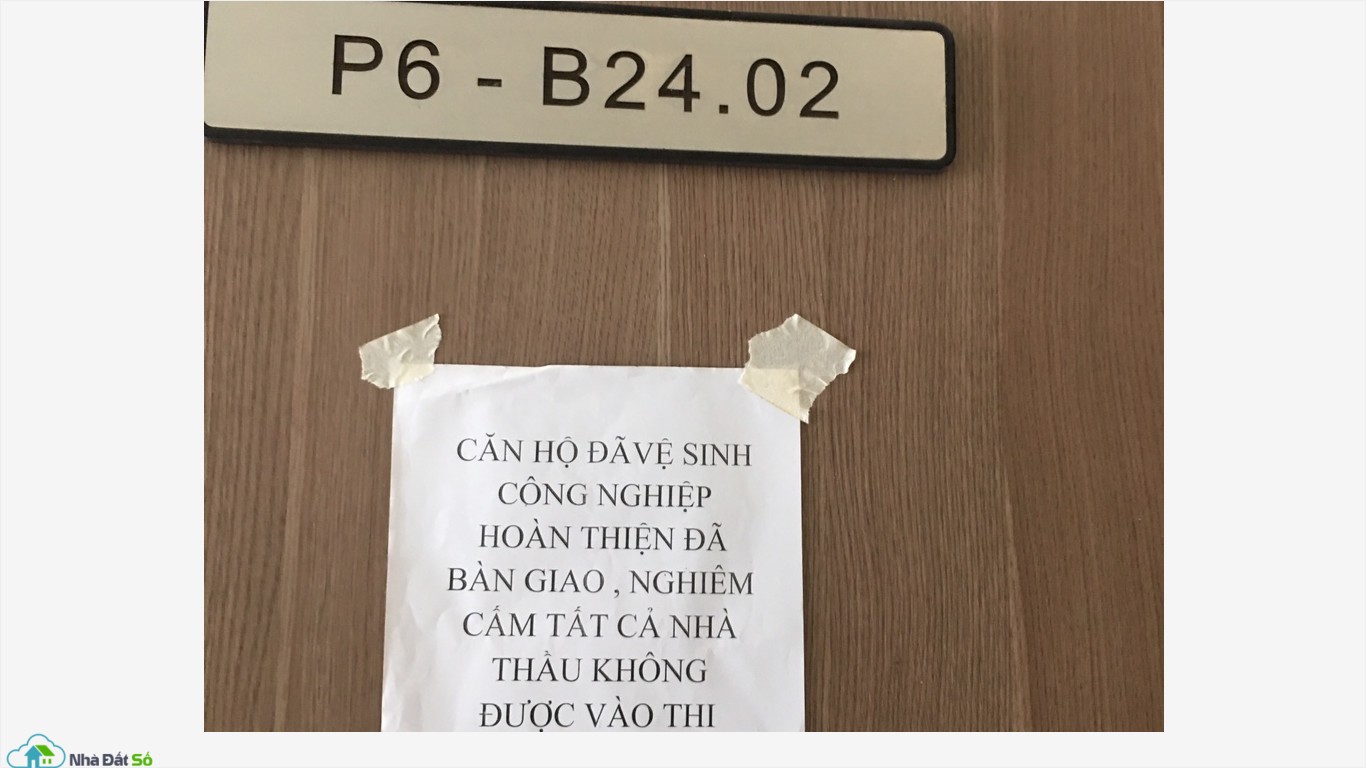 P6 - B24.02
CĂN HỘ ĐÃVỆ SINH
CÔNG NGHIỆP
HOÀN THIỆN ĐÃ
BÀN GIAO , NGHIÊM
CẤM TẤT CẢ NHÀ
THẦU KHÔNG
ĐƯỢC VÀO THI
Nhà Đất Số